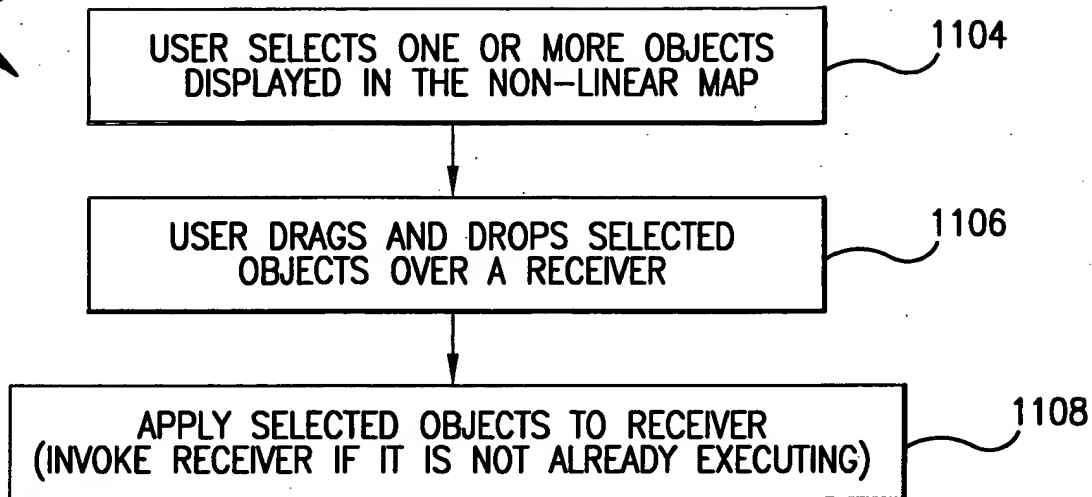 USER SELECTS ONE OR MORE OBJECTS
DISPLAYED IN THE NON-LINEAR MAP
1104
USER DRAGS AND DROPS SELECTED
OBJECTS OVER A RECEIVER
1106
APPLY SELECTED OBJECTS TO RECEIVER
(INVOKE RECEIVER IF IT IS NOT ALREADY EXECUTING)
1108